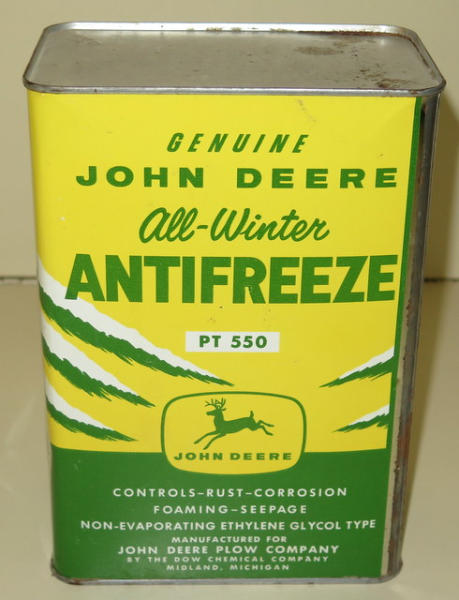 GENUINE
JOHN DEERE
All-Winter
ANTIFREEZE
PT 550
JOHN DEERE
CONTROLS-RUST-CORROSION
FOAMING-SEEPAGE
NON-EVAPORATING ETHYLENE GLYCOL TYPE
MANUFACTURED FOR
JOHN DEERE PLOW COMPANY
BY THE DOW CHEMICAL COMPANY
MIDLAND, MICHIGAN